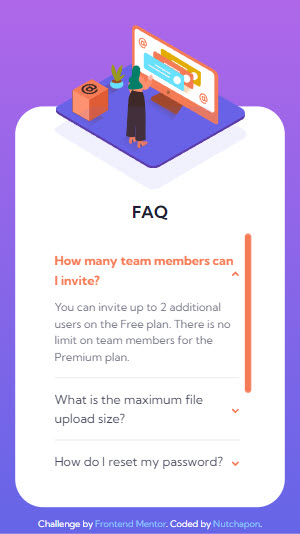 FAQ
How many team members can
I invite?
You can invite up to 2 additional
users on the Free plan. There is no
limit on team members for the
Premium plan.
What is the maximum file
upload size?
How do I reset my password?
Challenge by Frontend Mentor. Coded by Nutchapon.